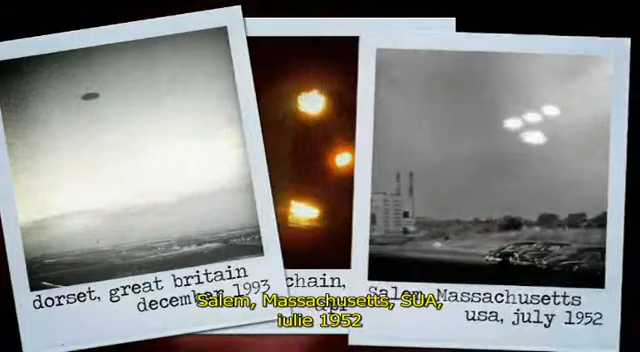 dorset, great britain
december 1993
chain,
Salem, Massachusetts
usa, july 1952
Salem, Massachusetts, SUA,
iulie 1952